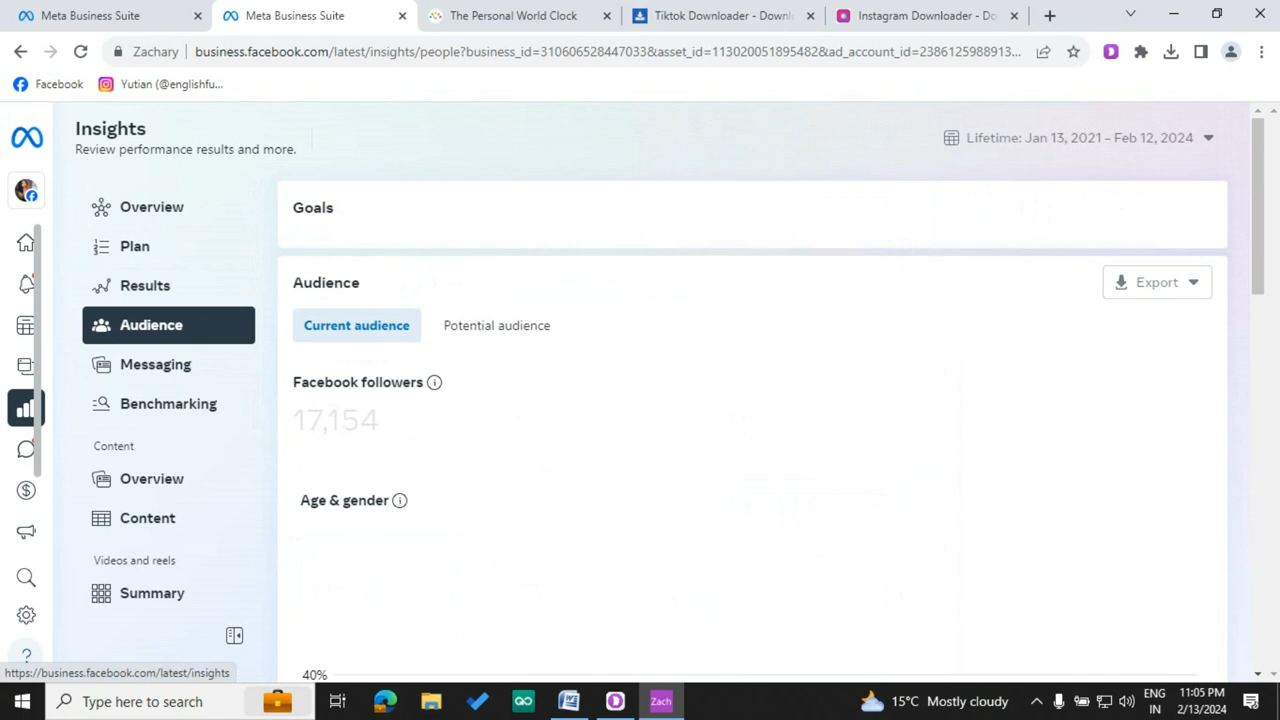 Meta Business Suite
Meta Business Suite
The Personal World Clock
Tiktok Downloader - Downl
Instagram Downloader - Do
Zachary
business.facebook.com/latest/insights/people?business_id=310606528447033&asset_id=113020051895482&ad_account_id=2386125988913...
Facebook
Yutian (@englishfu...
Insights
Review performance results and more.
Lifetime: Jan 13, 2021 – Feb 12, 2024
Overview
Plan
Results
Audience
Messaging
Benchmarking
Content
Overview
Content
Videos and reels
Summary
Goals
Audience
Export
Current audience
Potential audience
Facebook followers
17,154
Age & gender
40%
https://business.facebook.com/latest/insights
Type here to search
Zach
15°C Mostly cloudy
ENG
IN
11:05 PM
2/13/2024